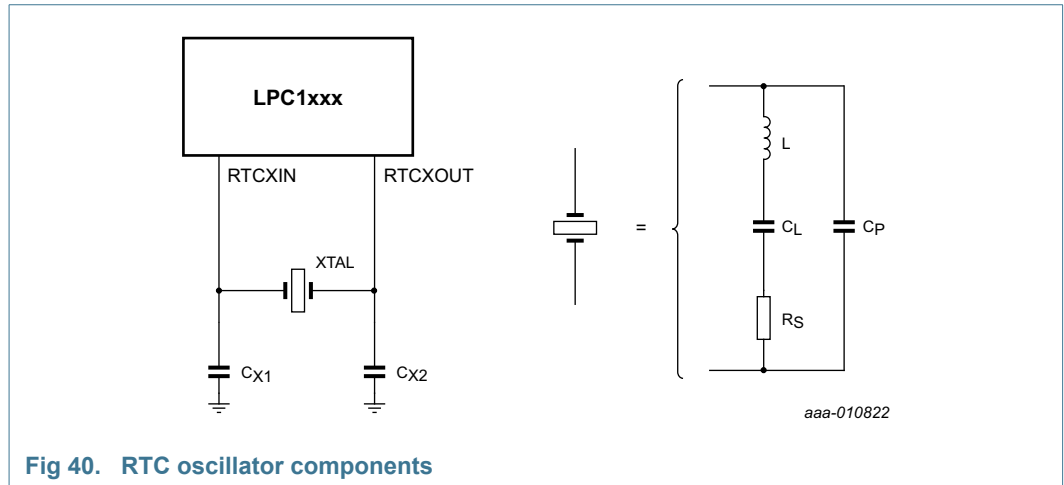 LPC1xxx
RTCXIN
RTCXOUT
XTAL
CX1
CX2
=
L
CL
CP
RS
aaa-010822
Fig 40. RTC oscillator components